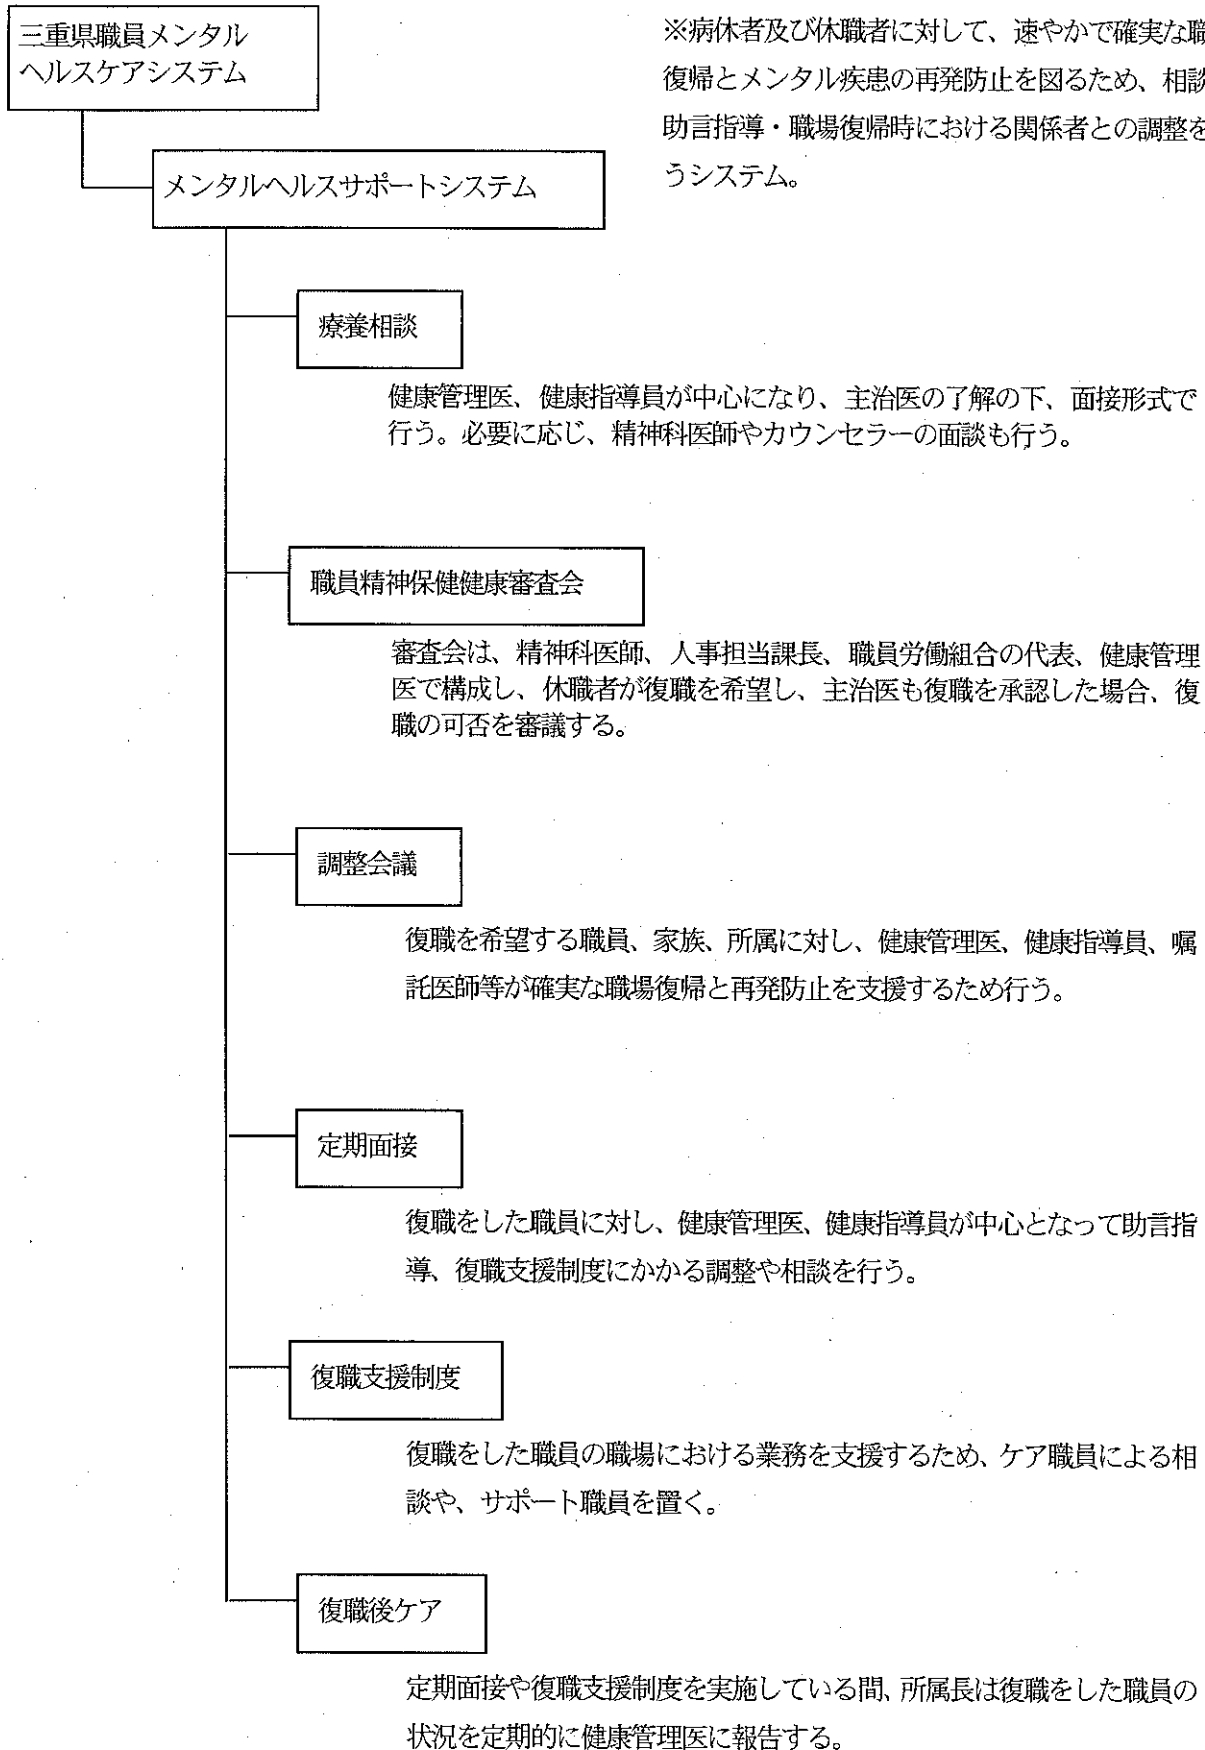 三重県職員メンタル
ヘルスケアシステム
※病休者及び休職者に対して、速やかで確実な職
復帰とメンタル疾患の再発防止を図るため、相談
助言指導・職場復帰時における関係者との調整を
うシステム。
メンタルヘルスサポートシステム
療養相談
健康管理医、健康指導員が中心になり、主治医の了解の下、面接形式で
行う。必要に応じ、精神科医師やカウンセラーの面談も行う。
職員精神保健健康審査会
審査会は、精神科医師、人事担当課長、職員労働組合の代表、健康管理
医で構成し、休職者が復職を希望し、主治医も復職を承認した場合、復
職の可否を審議する。
調整会議
復職を希望する職員、家族、所属に対し、健康管理医、健康指導員、嘱
託医師等が確実な職場復帰と再発防止を支援するため行う。
定期面接
復職をした職員に対し、健康管理医、健康指導員が中心となって助言指
導、復職支援制度にかかる調整や相談を行う。
復職支援制度
復職をした職員の職場における業務を支援するため、ケア職員による相
談や、サポート職員を置く。
復職後ケア
定期面接や復職支援制度を実施している間、所属長は復職をした職員の
状況を定期的に健康管理医に報告する。